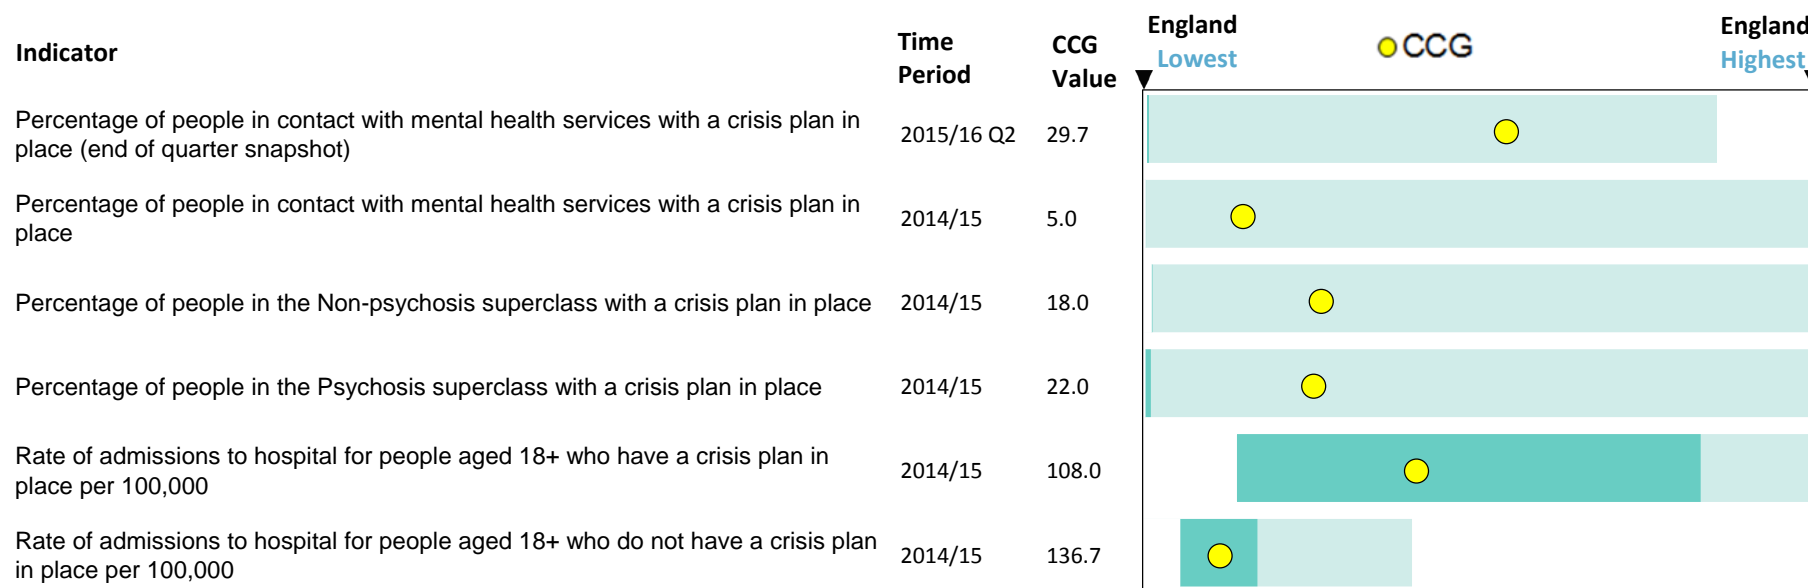 Indicator
Time
Period
CCG
Value
England
Lowest
CCG
England
Highest
Percentage of people in contact with mental health services with a crisis plan in
place (end of quarter snapshot)
2015/16 Q2
29.7
Percentage of people in contact with mental health services with a crisis plan in
place
2014/15
5.0
Percentage of people in the Non-psychosis superclass with a crisis plan in place
2014/15
18.0
Percentage of people in the Psychosis superclass with a crisis plan in place
2014/15
22.0
Rate of admissions to hospital for people aged 18+ who have a crisis plan in
place per 100,000
2014/15
108.0
Rate of admissions to hospital for people aged 18+ who do not have a crisis plan
in place per 100,000
2014/15
136.7